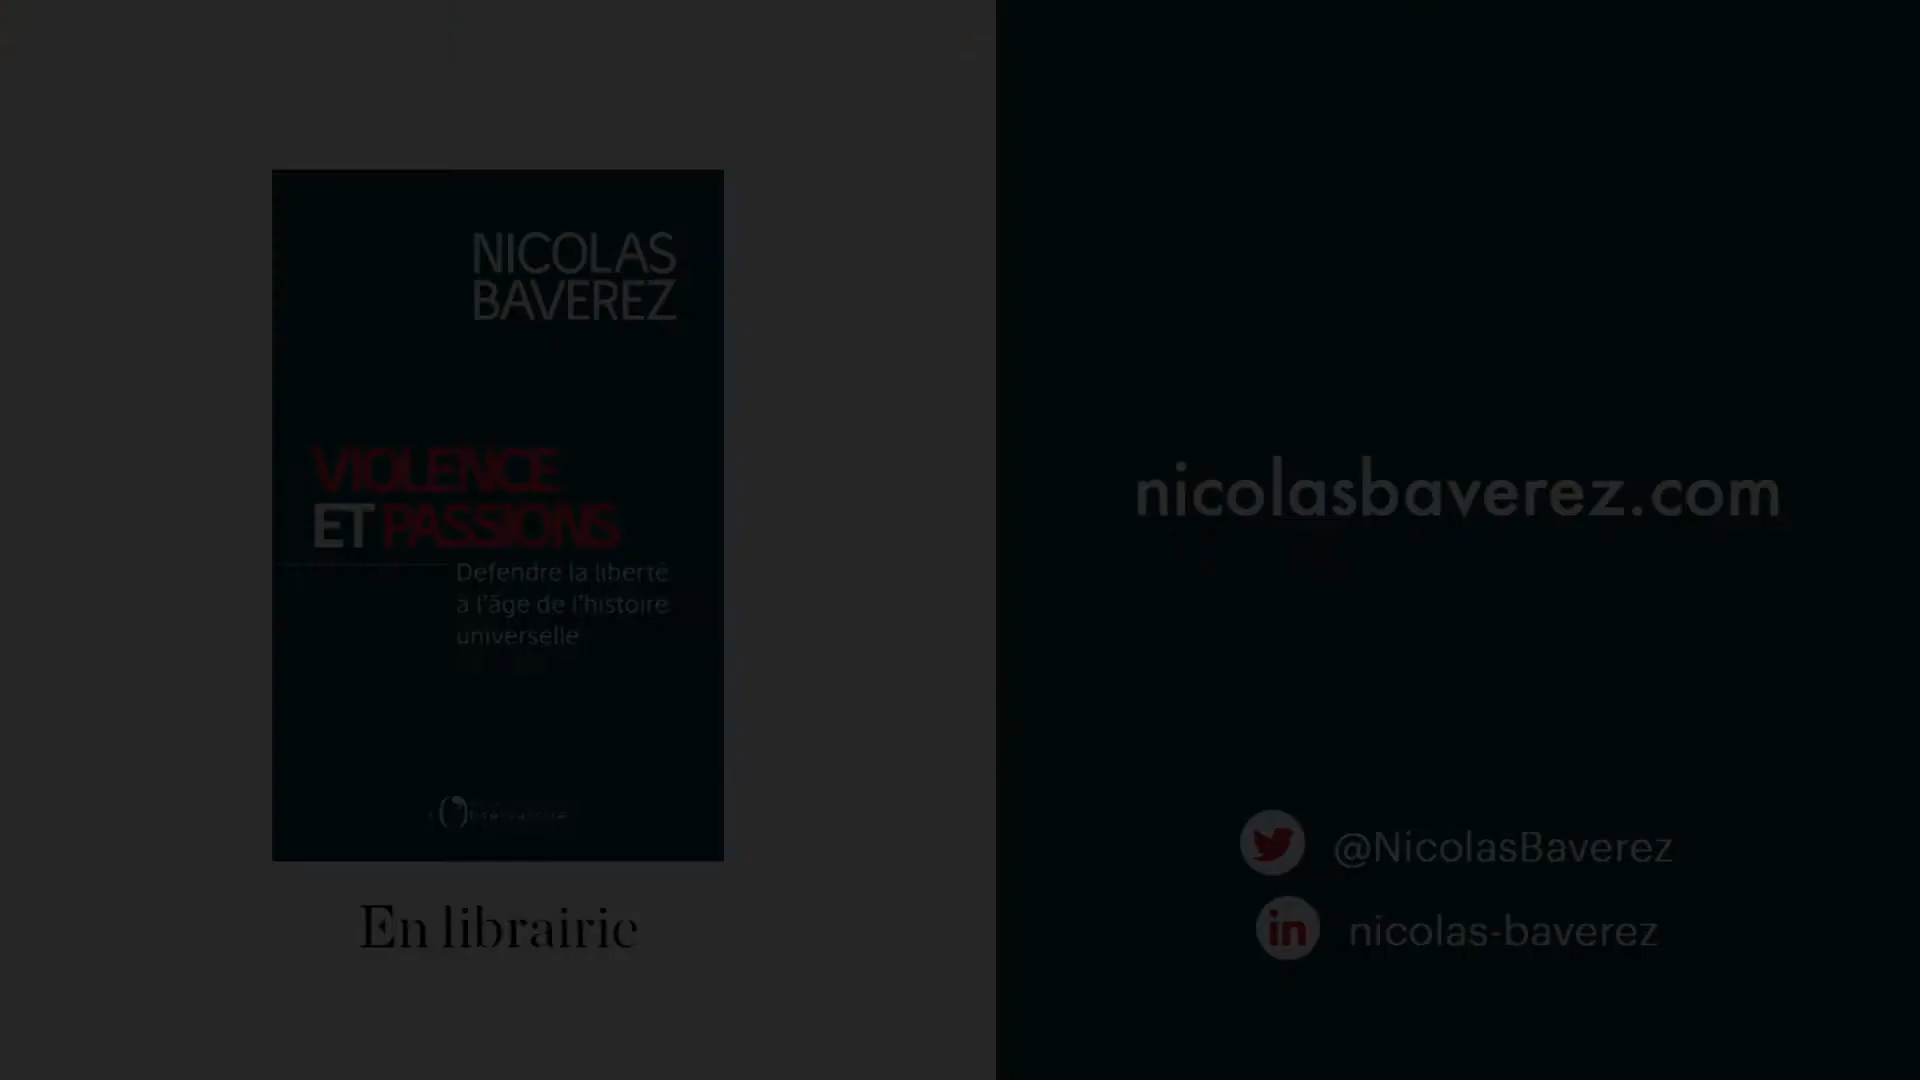 NICOLAS
BAVEREZ
VIOLENCE
ET PASSIONS
Défendre la liberté
à l'âge de l'histoire
universelle
En librairie
nicolasbaverez.com
@NicolasBaverez
in
nicolas-baverez